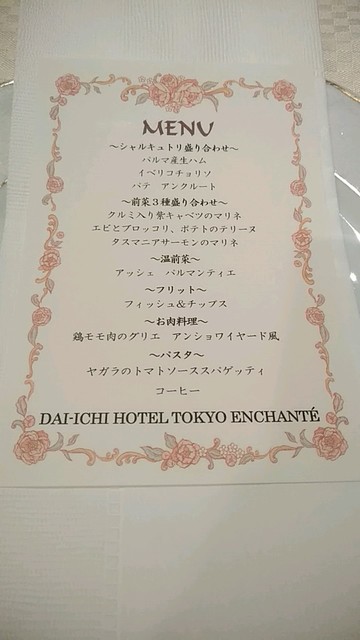 MENU
～シャルキュトリ盛り合わせ～
パルマ産生ハム
イベリコチョリソ
パテ　アンクルート
～前菜３種盛り合わせ～
クルミ入り紫キャベツのマリネ
エビとブロッコリ、ポテトのテリーヌ
タスマニアサーモンのマリネ
～温前菜～
アッシェ　パルマンティエ
～フリット～
フィッシュ＆チップス
～お肉料理～
鶏モモ肉のグリエ　アンショワイヤード風
～パスタ～
ヤガラのトマトソーススパゲッティ
コーヒー
DAI-ICHI HOTEL TOKYO ENCHANTÉ